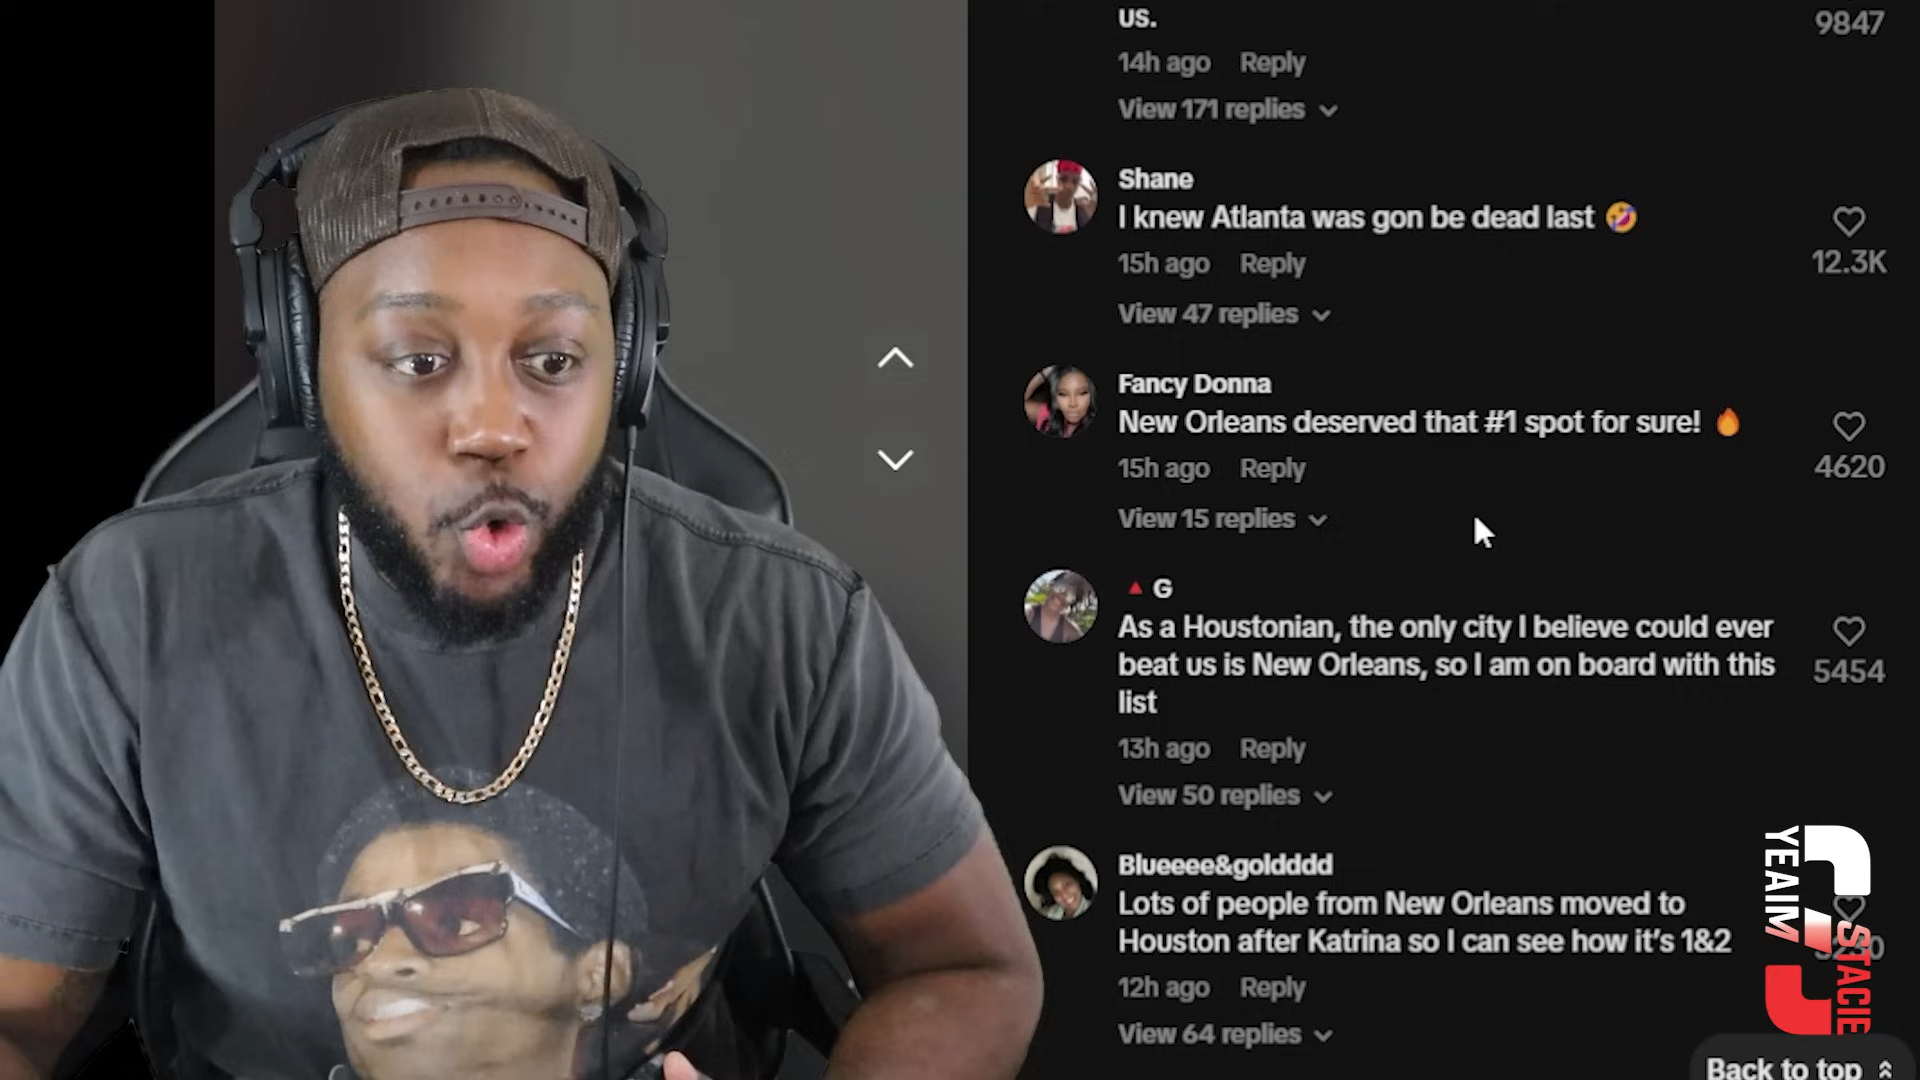 us.
9847
14h ago Reply
View 171 replies
Shane
I knew Atlanta was gon be dead last 🤣
12.3K
15h ago Reply
View 47 replies
Fancy Donna
New Orleans deserved that #1 spot for sure! 🔥
4620
15h ago Reply
View 15 replies
🔺 G
As a Houstonian, the only city I believe could ever
beat us is New Orleans, so I am on board with this
list
5454
13h ago Reply
View 50 replies
Blueeee&goldddd
Lots of people from New Orleans moved to
Houston after Katrina so I can see how it's 1&2
12h ago Reply
View 64 replies
YEAIM
STACIE
Back to top